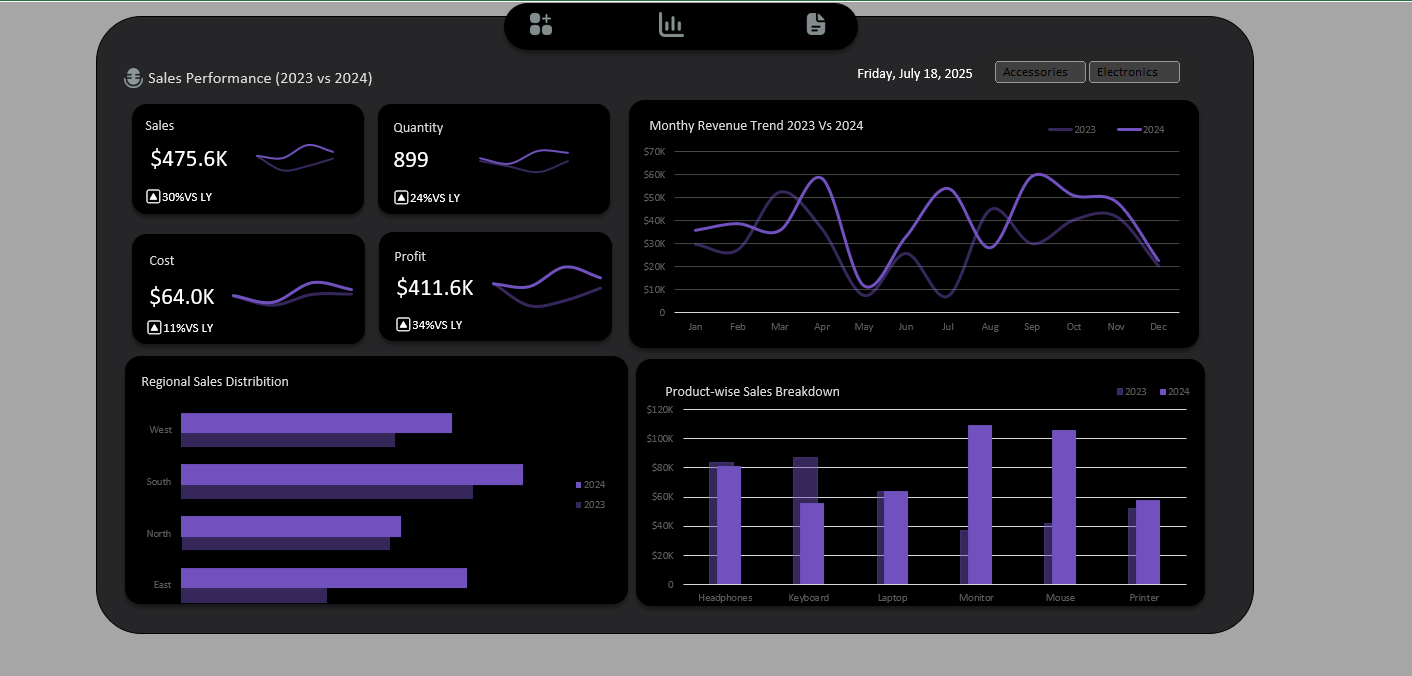 Sales Performance (2023 vs 2024)
Friday, July 18, 2025
Accessories
Electronics
Sales
$475.6K
30%VS LY
Quantity
899
24%VS LY
Cost
$64.0K
11%VS LY
Profit
$411.6K
34%VS LY
Monthy Revenue Trend 2023 Vs 2024
2023
2024
$70K
$60K
$50K
$40K
$30K
$20K
$10K
0
Jan Feb Mar Apr May Jun Jul Aug Sep Oct Nov Dec
Regional Sales Distribition
West
South
North
East
2024
2023
Product-wise Sales Breakdown
2023
2024
$120K
$100K
$80K
$60K
$40K
$20K
0
Headphones Keyboard Laptop Monitor Mouse Printer